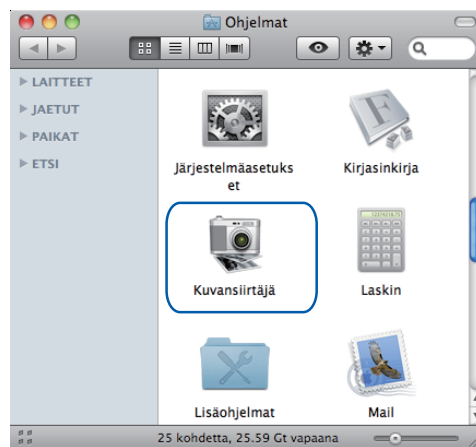 Ohjelmat
LAITTEET
JAETUT
PAIKAT
ETSI
Järjestelmäasetuks
et
Kirjasinkirja
Kuvansiirtäjä
Laskin
Lisäohjelmat
Mail
25 kohdetta, 25.59 Gt vapaana